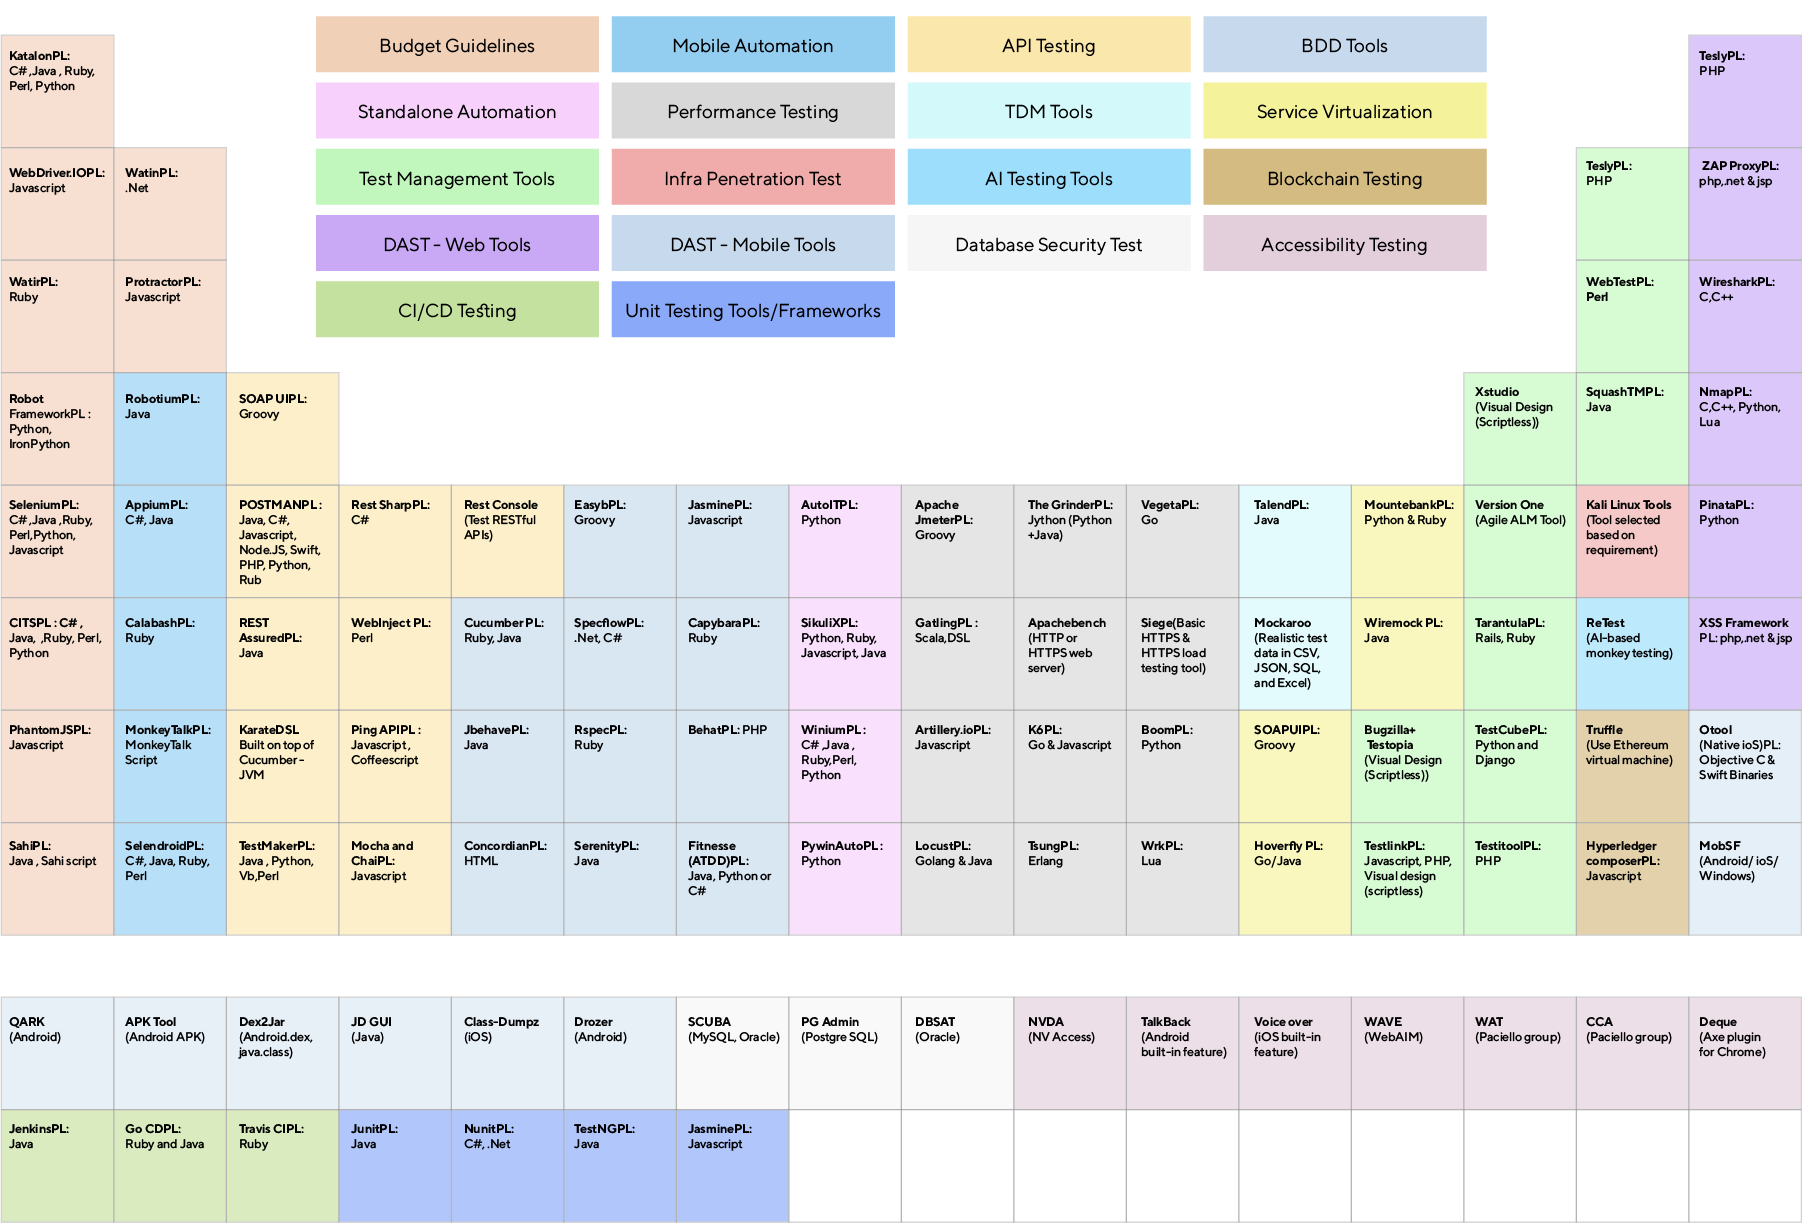 Budget Guidelines
Mobile Automation
API Testing
BDD Tools
Standalone Automation
Performance Testing
TDM Tools
Service Virtualization
Test Management Tools
Infra Penetration Test
AI Testing Tools
Blockchain Testing
DAST - Web Tools
DAST - Mobile Tools
Database Security Test
Accessibility Testing
CI/CD Testing
Unit Testing Tools/Frameworks
KatalonPL:
C# ,Java , Ruby,
Perl, Python
TeslyPL:
PHP
WebDriver.IOPL:
Javascript
WatinPL:
.Net
TeslyPL:
PHP
ZAP ProxyPL:
php,.net & jsp
WatirPL:
Ruby
ProtractorPL:
Javascript
WebTestPL:
Perl
WiresharkPL:
C,C++
Robot
FrameworkPL :
Python,
IronPython
RobotiumPL:
Java
SOAP UIPL:
Groovy
Xstudio
(Visual Design
(Scriptless))
SquashTMPL:
Java
NmapPL:
C,C++, Python,
Lua
SeleniumPL:
C# ,Java ,Ruby,
Perl,Python,
Javascript
AppiumPL:
C#, Java
POSTMANPL :
Java, C#,
Javascript,
Node.JS, Swift,
PHP, Python,
Rub
Rest SharpPL:
C#
Rest Console
(Test RESTful
APIs)
EasybPL:
Groovy
JasminePL:
Javascript
AutoITPL:
Python
Apache
JmeterPL:
Groovy
The GrinderPL:
Jython (Python
+Java)
VegetaPL:
Go
TalendPL:
Java
MountebankPL:
Python & Ruby
Version One
(Agile ALM Tool)
Kali Linux Tools
(Tool selected
based on
requirement)
PinataPL:
Python
CITSPL : C# ,
Java, ,Ruby, Perl,
Python
CalabashPL:
Ruby
REST
AssuredPL:
Java
WebInject PL:
Perl
Cucumber PL:
Ruby, Java
SpecflowPL:
.Net, C#
CapybaraPL:
Ruby
SikuliXPL:
Python, Ruby,
Javascript, Java
GatlingPL :
Scala,DSL
Apachebench
(HTTP or
HTTPS web
server)
Siege(Basic
HTTPS &
HTTPS load
testing tool)
Mockaroo
(Realistic test
data in CSV,
JSON, SQL,
and Excel)
Wiremock PL:
Java
TarantulaPL:
Rails, Ruby
ReTest
(AI-based
monkey testing)
XSS Framework
PL: php,.net & jsp
PhantomJSPL:
Javascript
MonkeyTalkPL:
MonkeyTalk
Script
KarateDSL
Built on top of
Cucumber -
JVM
Ping APIPL :
Javascript ,
Coffeescript
JbehavePL:
Java
RspecPL:
Ruby
BehatPL: PHP
WiniumPL:
C# ,Java ,
Ruby,Perl,
Python
Artillery.ioPL:
Javascript
K6PL:
Go & Javascript
BoomPL:
Python
SOAPUIPL:
Groovy
Bugzilla+
Testopia
(Visual Design
(Scriptless))
TestCubePL:
Python and
Django
Truffle
(Use Ethereum
virtual machine)
Otool
(Native ioS)PL:
Objective C &
Swift Binaries
SahiPL:
Java , Sahi script
SelendroidPL:
C#, Java, Ruby,
Perl
TestMakerPL:
Java , Python,
Vb,Perl
Mocha and
ChaiPL:
Javascript
ConcordianPL:
HTML
SerenityPL:
Java
Fitnesse
(ATDD)PL:
Java, Python or
C#
PywinAutoPL :
Python
LocustPL:
Golang & Java
TsungPL:
Erlang
WrkPL:
Lua
Hoverfly PL:
Go/Java
TestlinkPL:
Javascript, PHP,
Visual design
(scriptless)
TestitoolPL:
PHP
Hyperledger
composerPL:
Javascript
MobSF
(Android/ ioS/
Windows)
QARK
(Android)
APK Tool
(Android APK)
Dex2Jar
(Android.dex,
java.class)
JD GUI
(Java)
Class-Dumpz
(iOS)
Drozer
(Android)
SCUBA
(MySQL, Oracle)
PG Admin
(Postgre SQL)
DBSAT
(Oracle)
NVDA
(NV Access)
TalkBack
(Android
built-in feature)
Voice over
(iOS built-in
feature)
WAVE
(WebAIM)
WAT
(Paciello group)
CCA
(Paciello group)
Deque
(Axe plugin
for Chrome)
JenkinsPL:
Java
Go CDPL:
Ruby and Java
Travis CIPL:
Ruby
JunitPL:
Java
NunitPL:
C#, .Net
TestNGPL:
Java
JasminePL:
Javascript